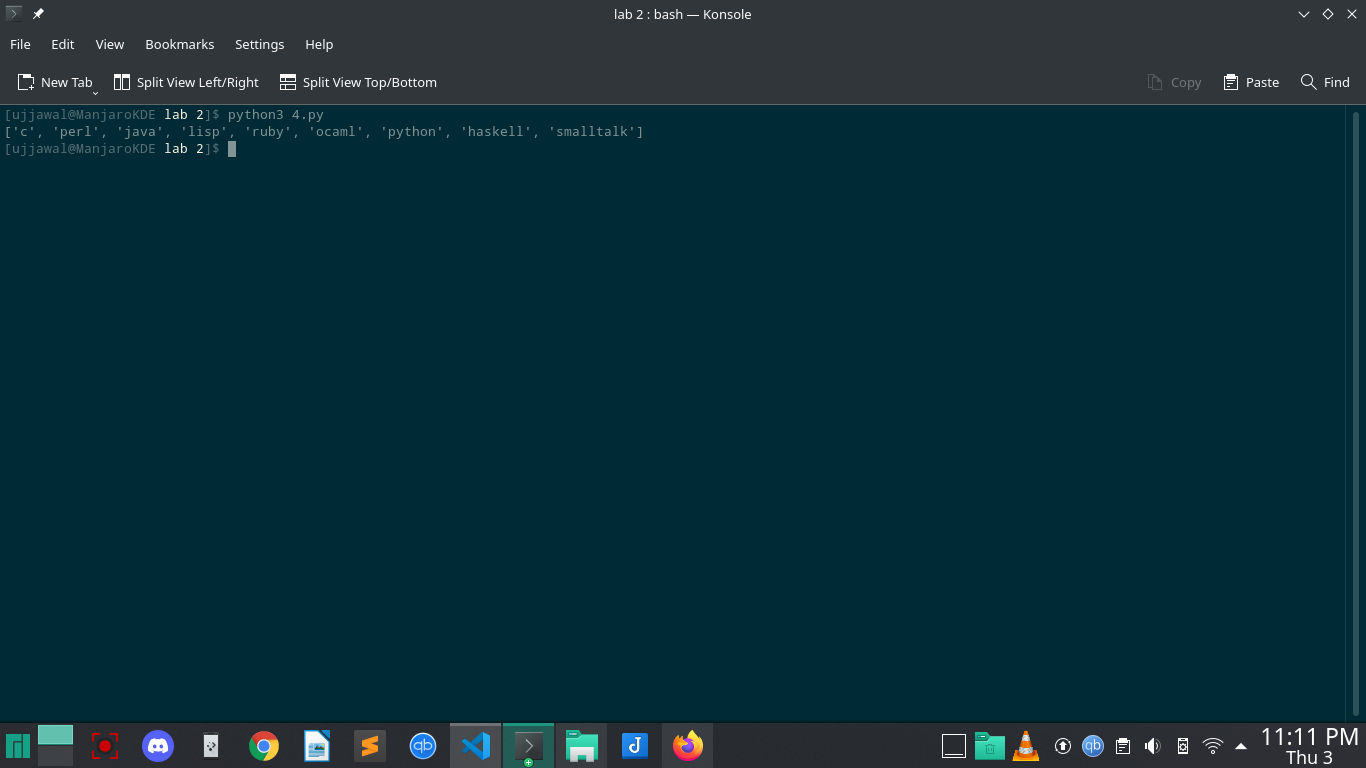 lab 2 : bash — Konsole
File Edit View Bookmarks Settings Help
New Tab Split View Left/Right Split View Top/Bottom Copy Paste Find
[ujjawal@ManjaroKDE lab 2]$ python3 4.py
['c', 'perl', 'java', 'lisp', 'ruby', 'ocaml', 'python', 'haskell', 'smalltalk']
[ujjawal@ManjaroKDE lab 2]$
qb qb 11:11 PM
Thu 3